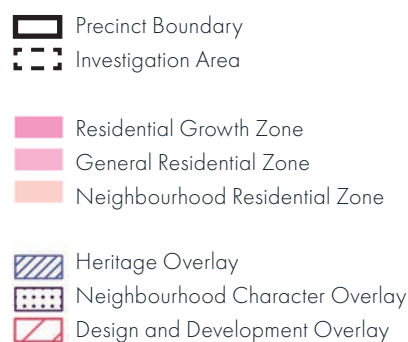 Precinct Boundary
Investigation Area
Residential Growth Zone
General Residential Zone
Neighbourhood Residential Zone
Heritage Overlay
Neighbourhood Character Overlay
Design and Development Overlay